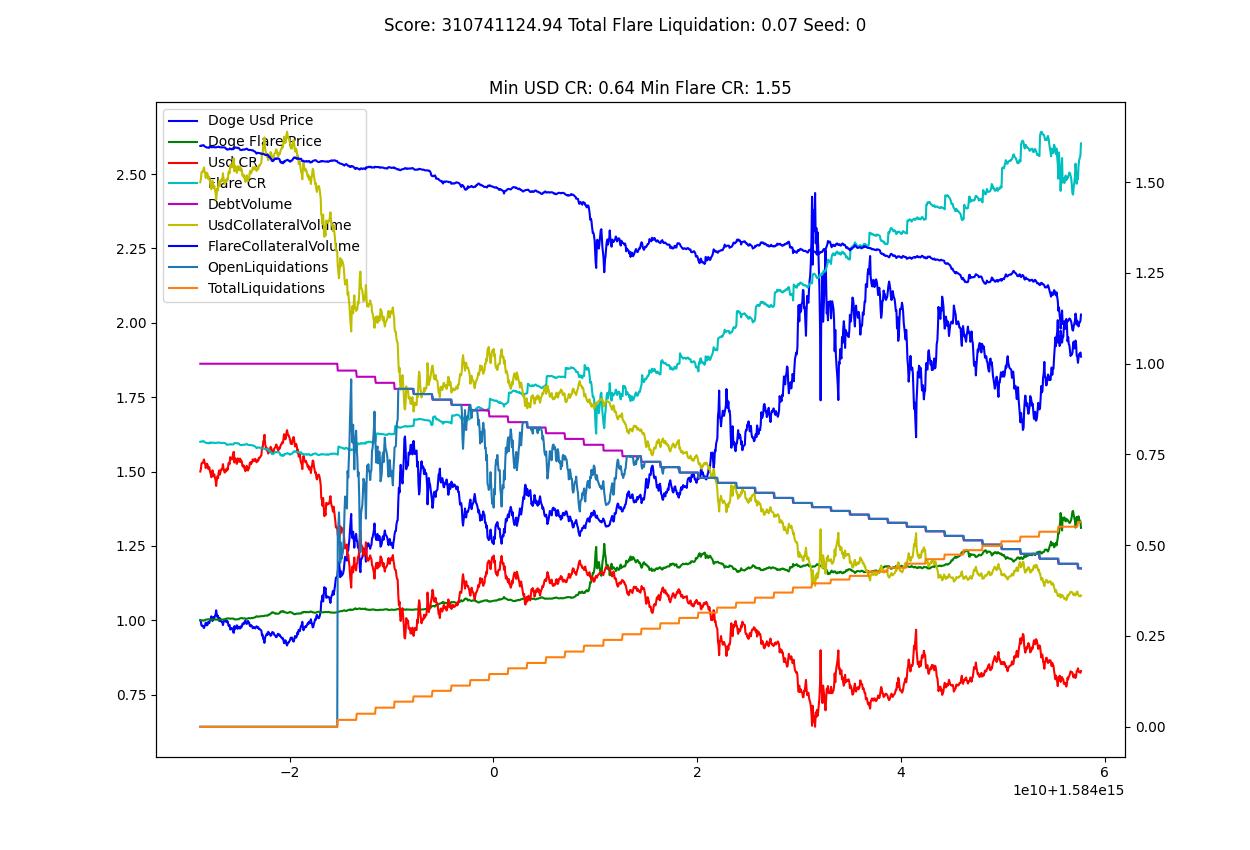 Score: 310741124.94 Total Flare Liquidation: 0.07 Seed: 0
Min USD CR: 0.64 Min Flare CR: 1.55
Doge Usd Price
Doge Flare Price
Usd CR
Flare CR
DebtVolume
UsdCollateralVolume
FlareCollateralVolume
OpenLiquidations
TotalLiquidations
2.50
2.25
2.00
1.75
1.50
1.25
1.00
0.75
1.50
1.25
1.00
0.75
0.50
0.25
0.00
−2
0
2
4
6
1e10+1.584e15